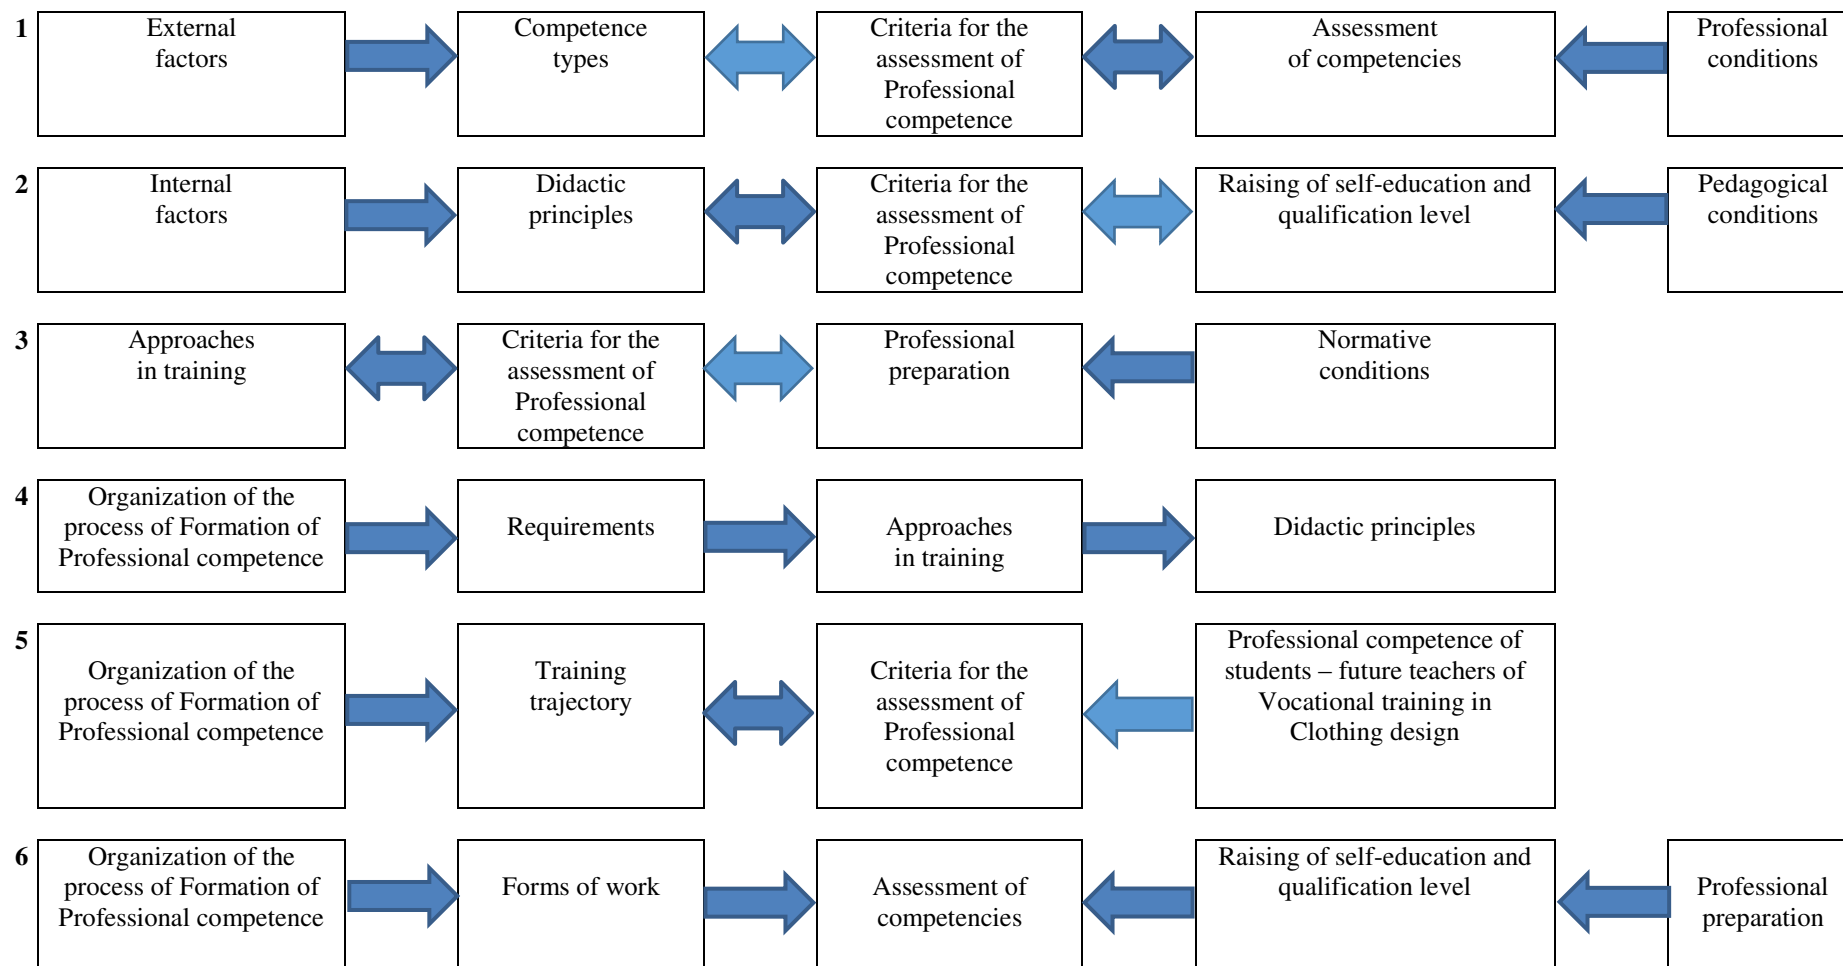 1
External
factors
Competence
types
Criteria for the
assessment of
Professional
competence
Assessment
of competencies
Professional
conditions
2
Internal
factors
Didactic
principles
Criteria for the
assessment of
Professional
competence
Raising of self-education and
qualification level
Pedagogical
conditions
3
Approaches
in training
Criteria for the
assessment of
Professional
competence
Professional
preparation
Normative
conditions
4
Organization of the
process of Formation of
Professional competence
Requirements
Approaches
in training
Didactic principles
5
Organization of the
process of Formation of
Professional competence
Training
trajectory
Criteria for the
assessment of
Professional
competence
Professional competence of
students – future teachers of
Vocational training in
Clothing design
6
Organization of the
process of Formation of
Professional competence
Forms of work
Assessment of
competencies
Raising of self-education and
qualification level
Professional
preparation